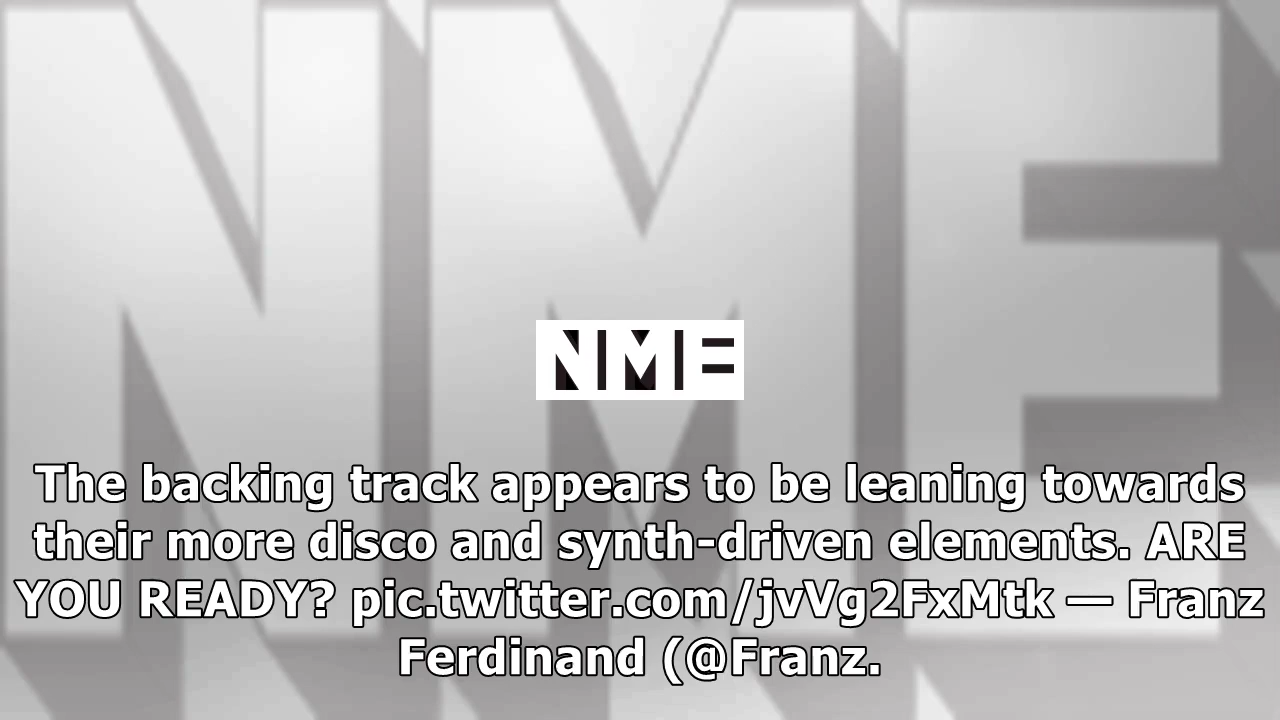 NME
NME
The backing track appears to be leaning towards
their more disco and synth-driven elements. ARE
YOU READY? pic.twitter.com/jvVg2FxMtk — Franz
Ferdinand (@Franz.